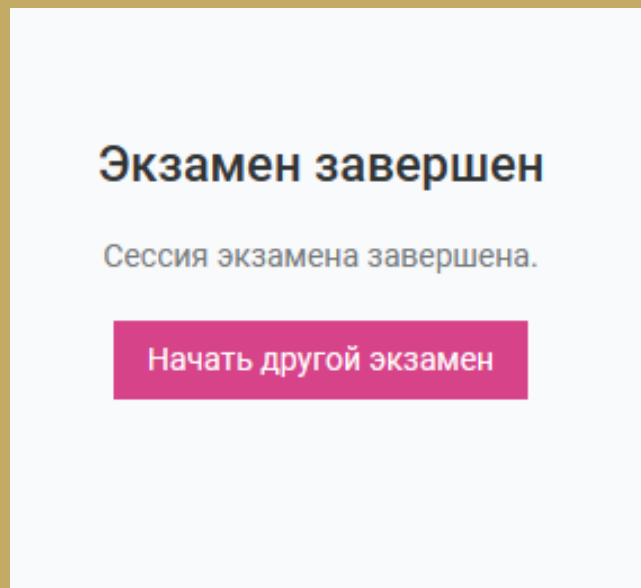 Экзамен завершен
Сессия экзамена завершена.
Начать другой экзамен